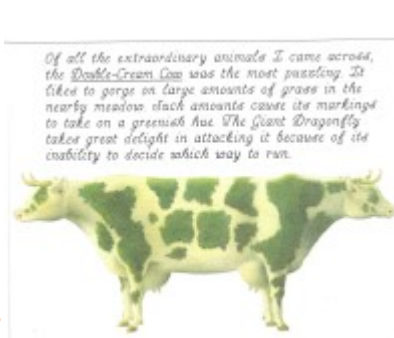 Of all the extraordinary animals I came across,
the Double-Cream Cow was the most puzzling. It
likes to gorge on large amounts of grass in the
nearby meadow. Such amounts cause its markings
to take on a greenish hue. The Giant Dragonfly
takes great delight in attacking it because of its
inability to decide which way to run.